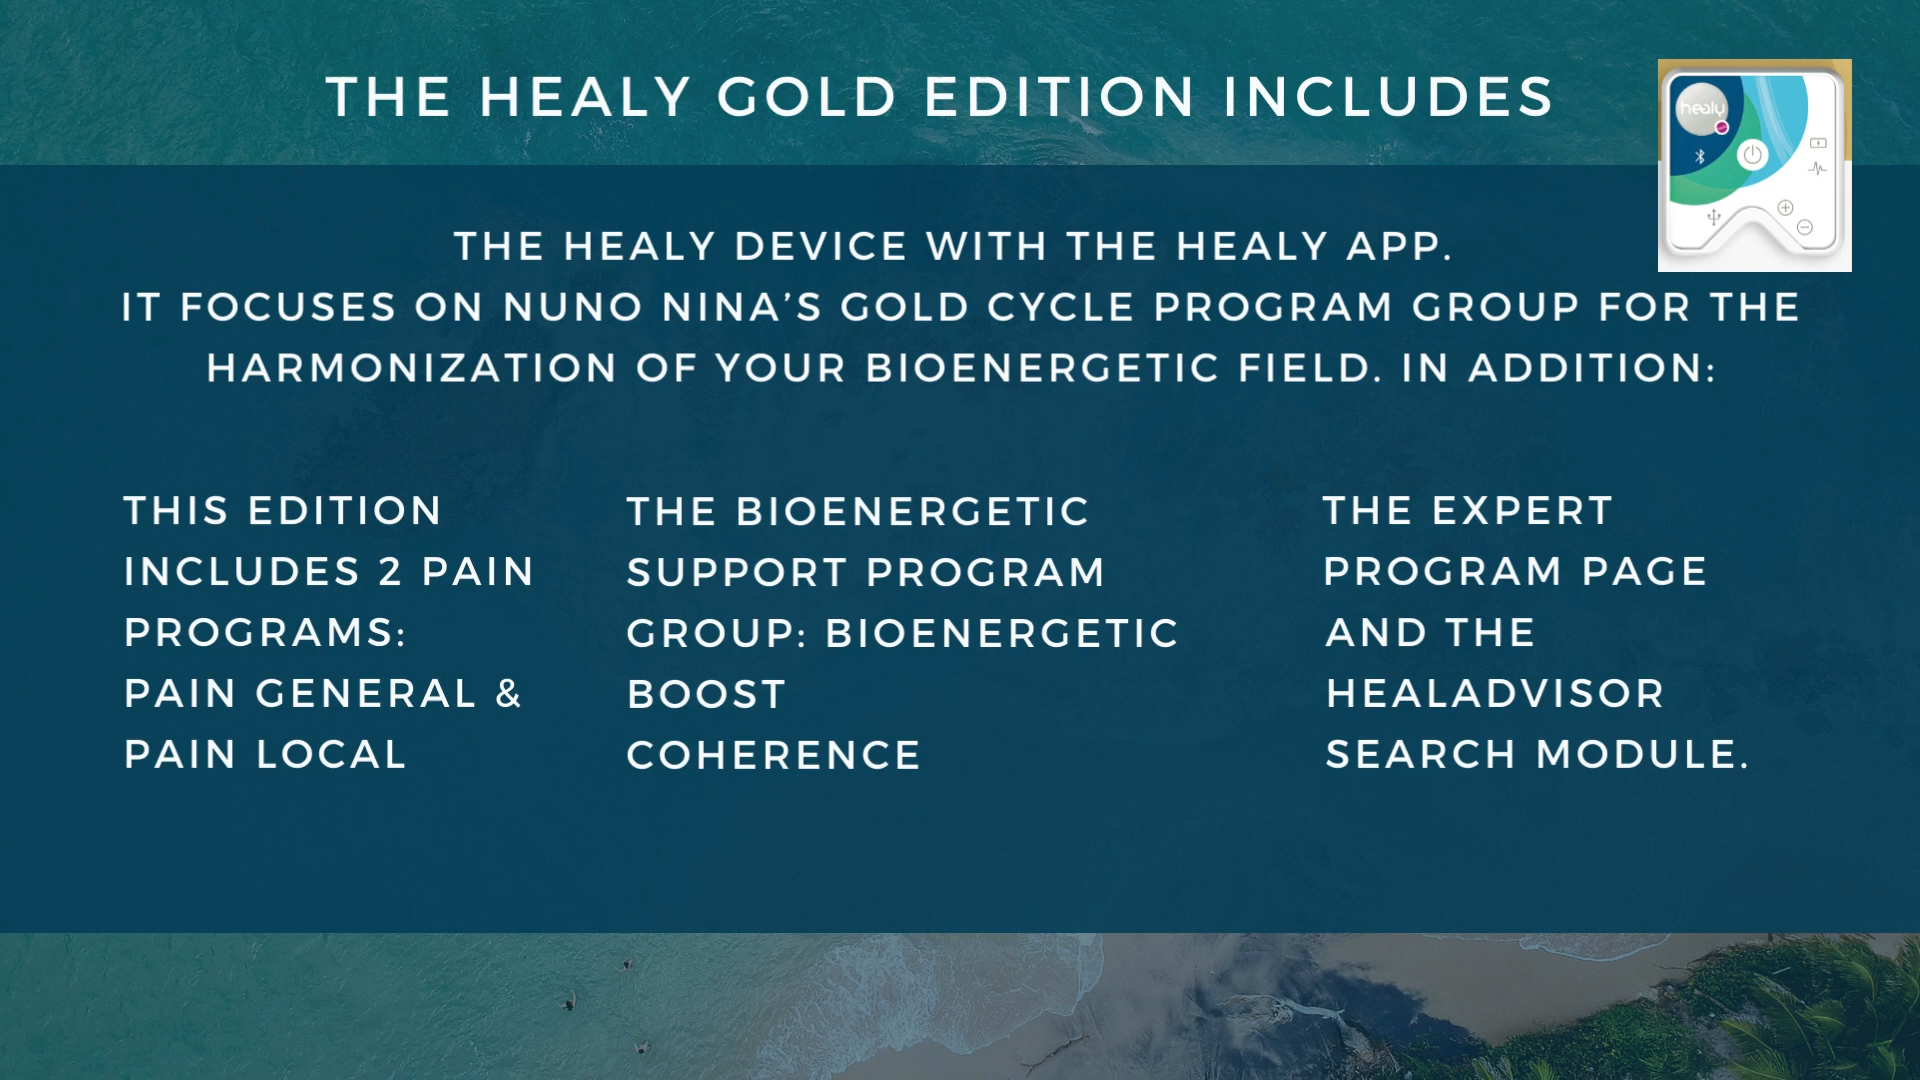 THE HEALY GOLD EDITION INCLUDES
healy
THE HEALY DEVICE WITH THE HEALY APP.
IT FOCUSES ON NUNO NINA'S GOLD CYCLE PROGRAM GROUP FOR THE
HARMONIZATION OF YOUR BIOENERGETIC FIELD. IN ADDITION:
THIS EDITION
INCLUDES 2 PAIN
PROGRAMS:
PAIN GENERAL &
PAIN LOCAL
THE BIOENERGETIC
SUPPORT PROGRAM
GROUP: BIOENERGETIC
BOOST
COHERENCE
THE EXPERT
PROGRAM PAGE
AND THE
HEALADVISOR
SEARCH MODULE.